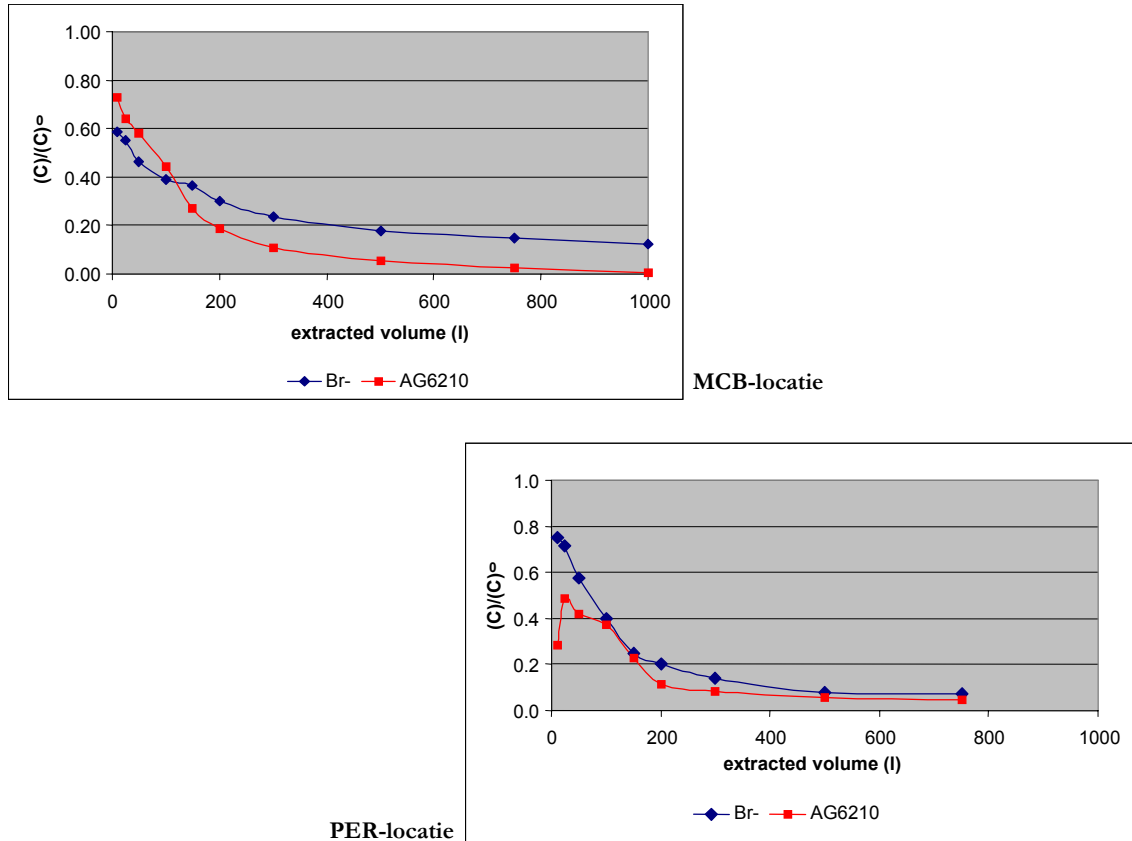 1.00
0.80
0.60
0.40
0.20
0.00
(C)/(C)º
0 200 400 600 800 1000
extracted volume (l)
Br- AG6210
MCB-locatie
1.0
0.8
0.6
0.4
0.2
0.0
(C)/(C)º
0 200 400 600 800 1000
extracted volume (l)
Br- AG6210
PER-locatie